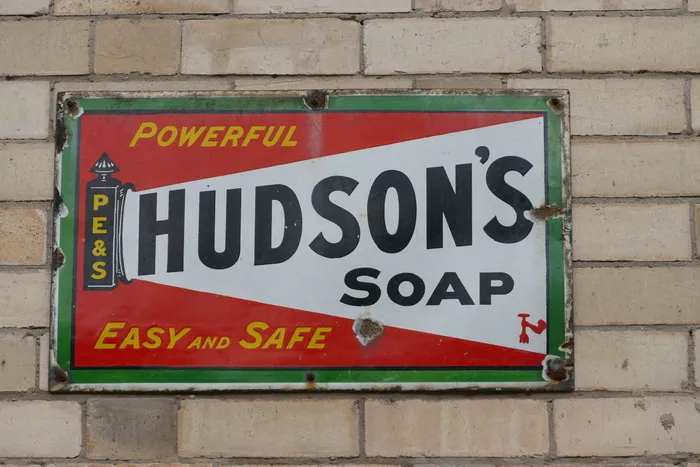 POWERFUL
PE&S
HUDSON'S
SOAP
EASY AND SAFE